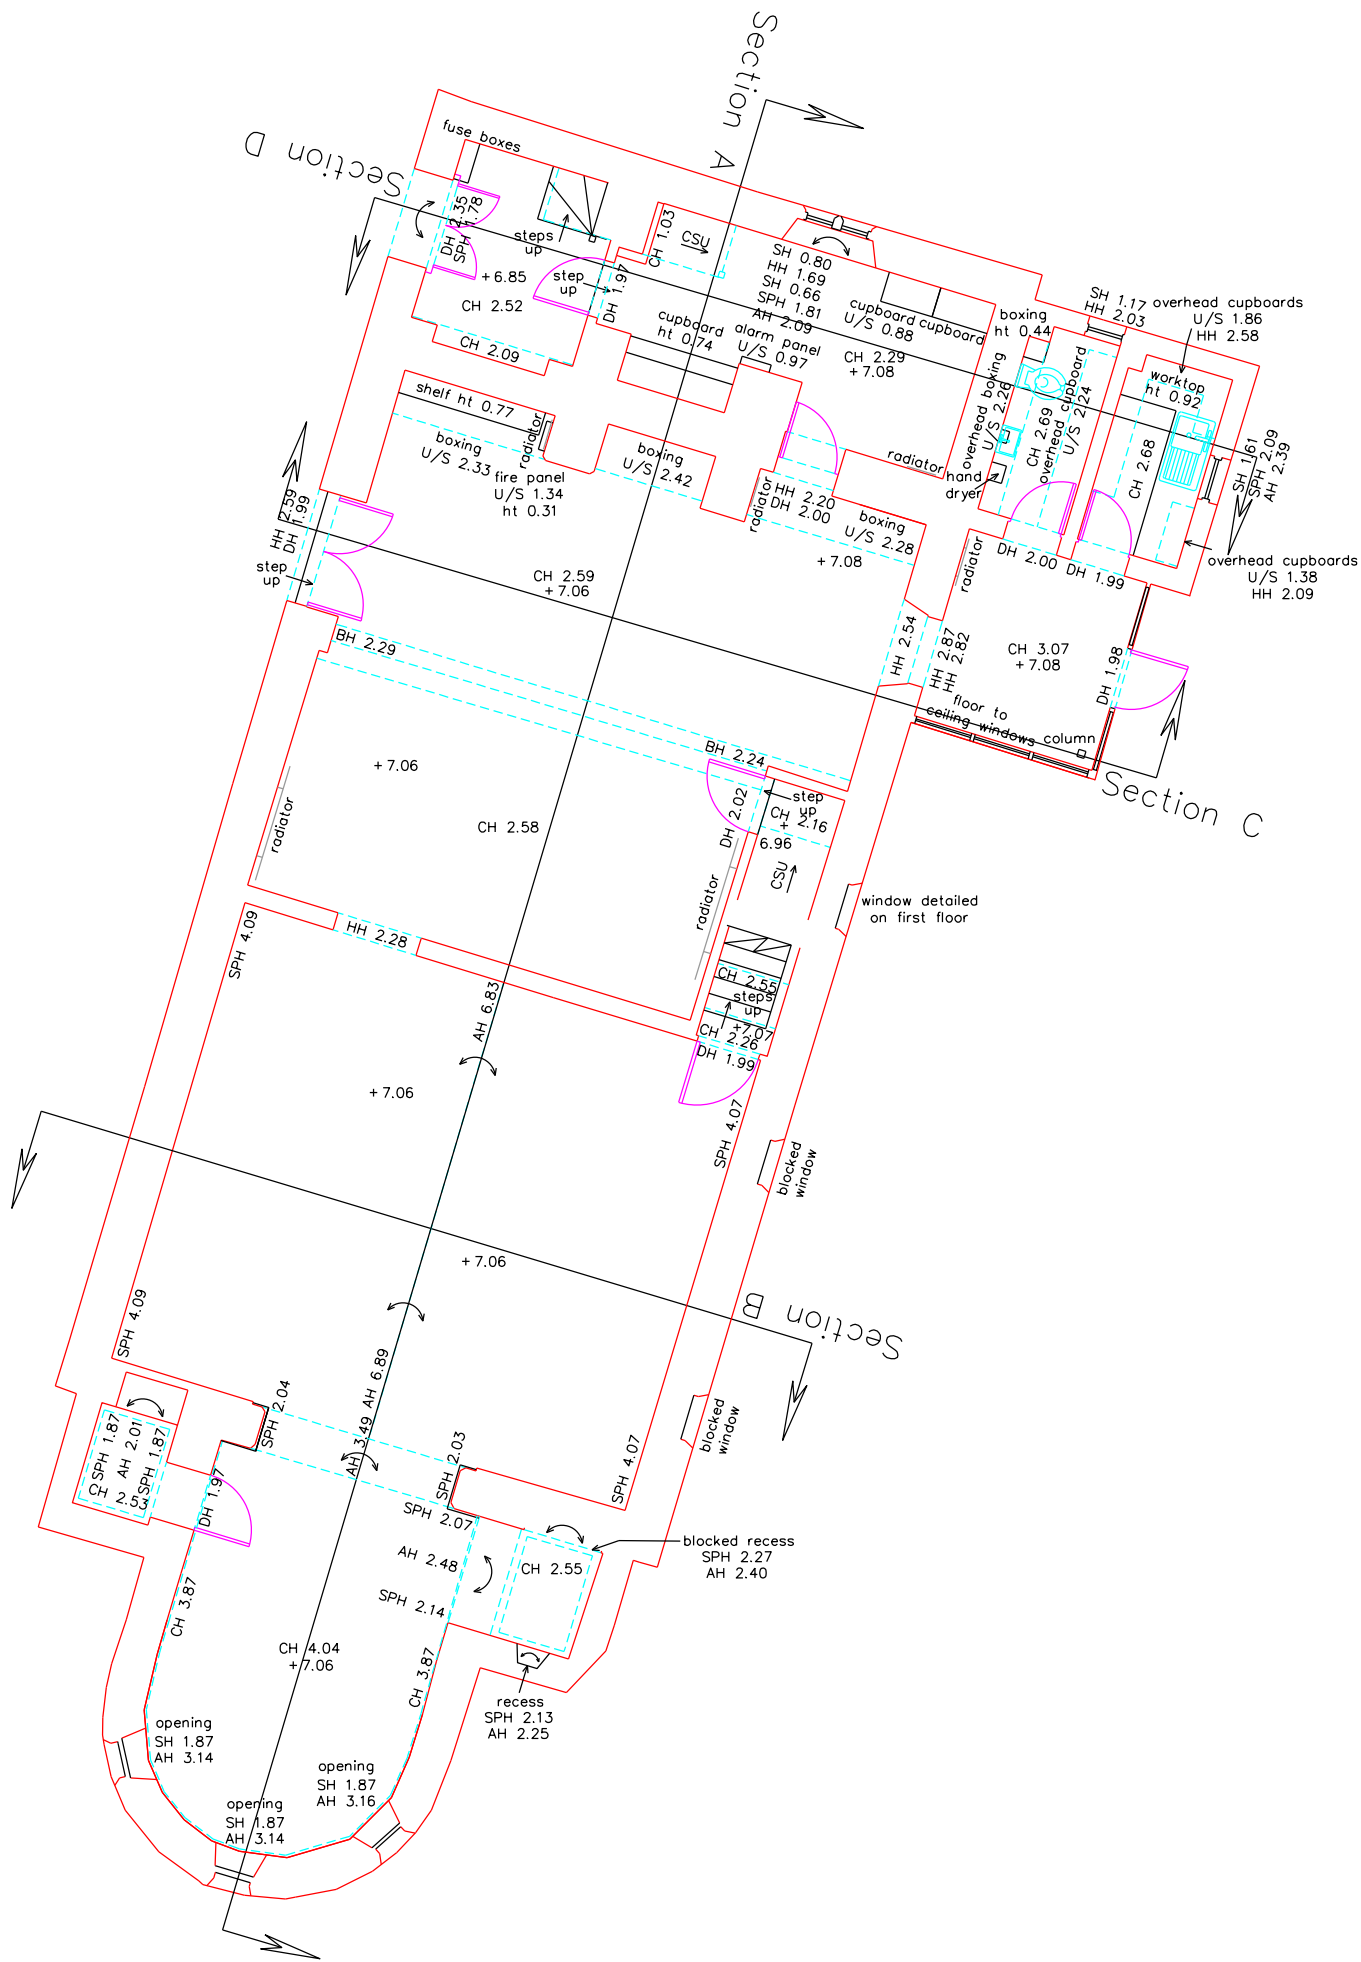 Section A
Section D
fuse boxes
steps
up
DH 2.35
SPH 1.78
+6.85
CH 2.52
step
up
DH 1.97
CH 1.03
CSU
SH 0.80
HH 1.69
SH 0.66
SPH 1.81
AH 2.09
cupboard
U/S 0.88
cupboard
CH 2.29
+7.08
cupboard
ht 0.74
alarm panel
U/S 0.97
boxing
ht 0.44
SH 1.17
HH 2.03
overhead cupboards
U/S 1.86
HH 2.58
worktop
ht 0.92
overhead boxing
U/S 2.26
CH 2.69
overhead cupboard
U/S 2.24
CH 2.68
SH 1.61
SPH 2.09
AH 2.39
hand
dryer
CH 2.09
shelf ht 0.77
boxing
U/S 2.33
radiator
fire panel
U/S 1.34
ht 0.31
boxing
U/S 2.42
radiator
HH 2.20
DH 2.00
radiator
boxing
U/S 2.28
+7.08
radiator
DH 2.00
DH 1.99
overhead cupboards
U/S 1.38
HH 2.09
HH 2.59
DH 1.99
step
up
CH 2.59
+7.06
BH 2.29
HH 2.54
HH 2.87
HH 2.82
CH 3.07
+7.08
DH 1.98
floor to
ceiling windows
column
Section C
BH 2.24
+7.06
CH 2.58
radiator
DH 2.02
step
up
CH 2.16
+
6.96
CSU
radiator
window detailed
on first floor
SPH 4.09
HH 2.28
AH 6.83
CH 2.55
steps
up
+7.07
CH 2.26
DH 1.99
SPH 4.07
+7.06
blocked
window
+7.06
Section B
SPH 4.09
AH 6.89
AH 3.49
SPH 2.04
SPH 2.03
SPH 4.07
blocked
window
SPH 1.87
AH 2.01
SPH 1.87
CH 2.53
DH 1.97
SPH 2.07
AH 2.48
SPH 2.14
CH 2.55
blocked recess
SPH 2.27
AH 2.40
CH 3.87
CH 4.04
+7.06
CH 3.87
recess
SPH 2.13
AH 2.25
opening
SH 1.87
AH 3.14
opening
SH 1.87
AH 3.16
opening
SH 1.87
AH 3.14